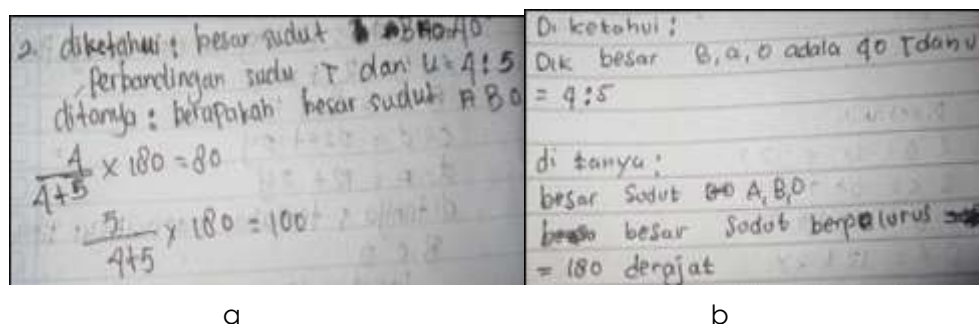 2. diketahui : besar sudut BAO 40
Perbandingan sudu T dan U = 4 : 5
ditanya : berapakah besar sudut ABO
4/4+5 × 180 = 80
5/4+5 × 180 = 100
a
Di ketahui :
Dik besar B, a, O adala 40 T dan U
= 4 : 5
di tanya :
besar Sudut A, B, O
besar Sudut berpelurus
= 180 derajat
b